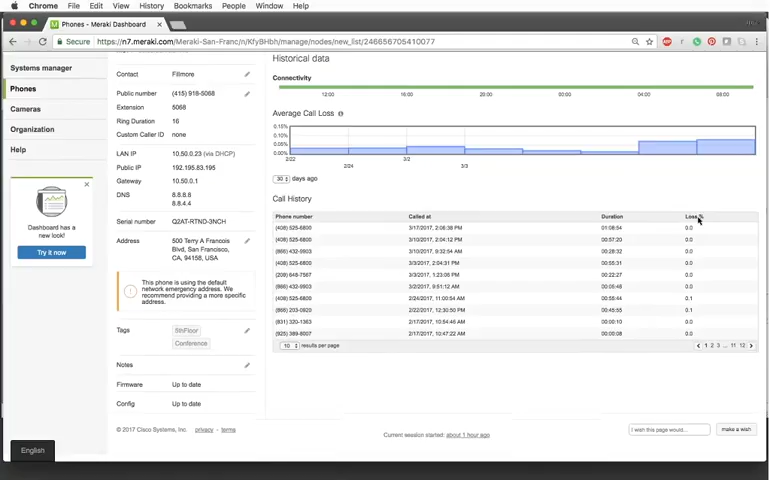 Chrome File Edit View History Bookmarks People Window Help
Phones - Meraki Dashboard
Secure https://n7.meraki.com/Meraki-San-Franc/n/KfyBHbh/manage/nodes/new_list/246656705410077
Systems manager
Phones
Cameras
Organization
Help
Dashboard has a
new look!
Try it now
Contact Fillmore
Public number (415) 918-5068
Extension 5068
Ring Duration 16
Custom Caller ID none
LAN IP 10.50.0.23 (via DHCP)
Public IP 192.195.83.195
Gateway 10.50.0.1
DNS 8.8.8.8
8.8.4.4
Serial number Q2AT-RTND-3NCH
Address 500 Terry A Francois
Blvd, San Francisco,
CA, 94158, USA
This phone is using the default
network emergency address. We
recommend providing a more specific
address.
Tags 5thFloor
Conference
Notes
Firmware Up to date
Config Up to date
Historical data
Connectivity
12:00 16:00 20:00 00:00 04:00 08:00
Average Call Loss
0.15%
0.10%
0.05%
0.00%
2/22 2/24 3/2 3/3
30 days ago
Call History
Phone number Called at Duration Loss %
(408) 525-6800 3/17/2017, 2:06:38 PM 01:08:54 0.0
(408) 525-6800 3/10/2017, 2:04:12 PM 00:57:20 0.0
(866) 432-9903 3/10/2017, 9:32:54 AM 00:28:32 0.0
(408) 525-6800 3/3/2017, 2:04:31 PM 00:55:31 0.0
(209) 648-7567 3/3/2017, 1:23:05 PM 00:22:27 0.0
(866) 432-9903 3/2/2017, 9:51:12 AM 00:05:48 0.0
(408) 525-6800 2/24/2017, 11:00:54 AM 00:55:44 0.1
(866) 203-0920 2/22/2017, 12:30:50 PM 00:45:55 0.1
(831) 320-1363 2/17/2017, 10:54:46 AM 00:00:10 0.0
(925) 389-8607 2/17/2017, 10:47:22 AM 00:00:08 0.0
10 results per page 1 2 3 ... 11 12
© 2017 Cisco Systems, Inc. privacy - terms
Current session started: about 1 hour ago
I wish this page would... make a wish
English